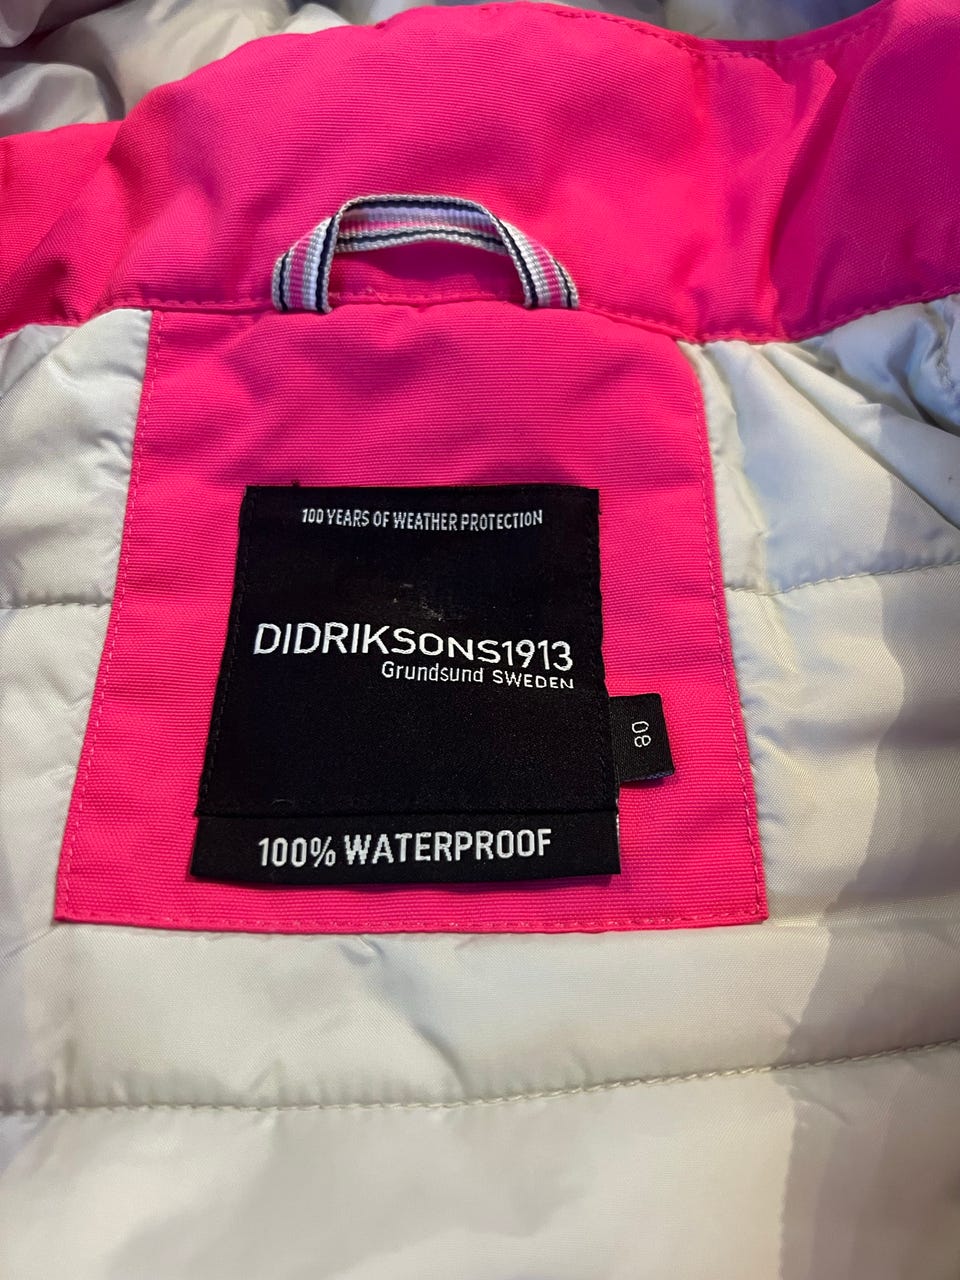 100 YEARS OF WEATHER PROTECTION
DIDRIKSONS1913
Grundsund SWEDEN
80
100% WATERPROOF